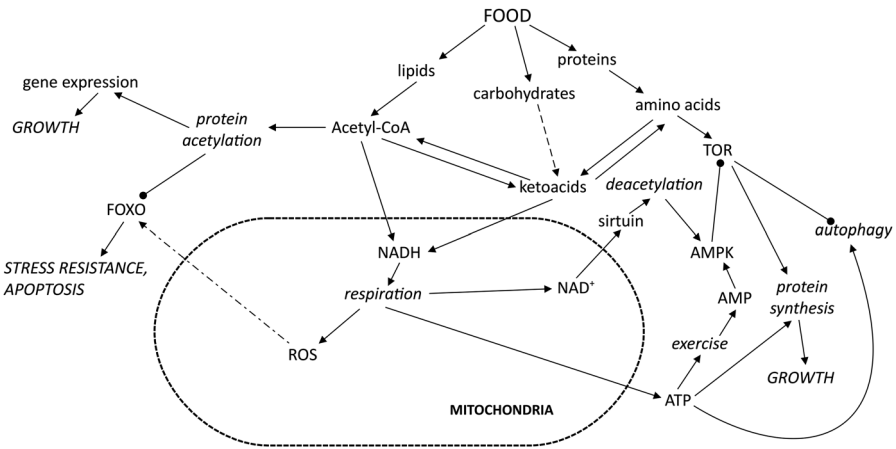 FOOD
lipids
proteins
gene expression
carbohydrates
amino acids
GROWTH
protein
acetylation
Acetyl-CoA
TOR
ketoacids
deacetylation
FOXO
sirtuin
autophagy
NADH
AMPK
STRESS RESISTANCE,
APOPTOSIS
respiration
NAD+
AMP
protein
synthesis
ROS
exercise
GROWTH
MITOCHONDRIA
ATP